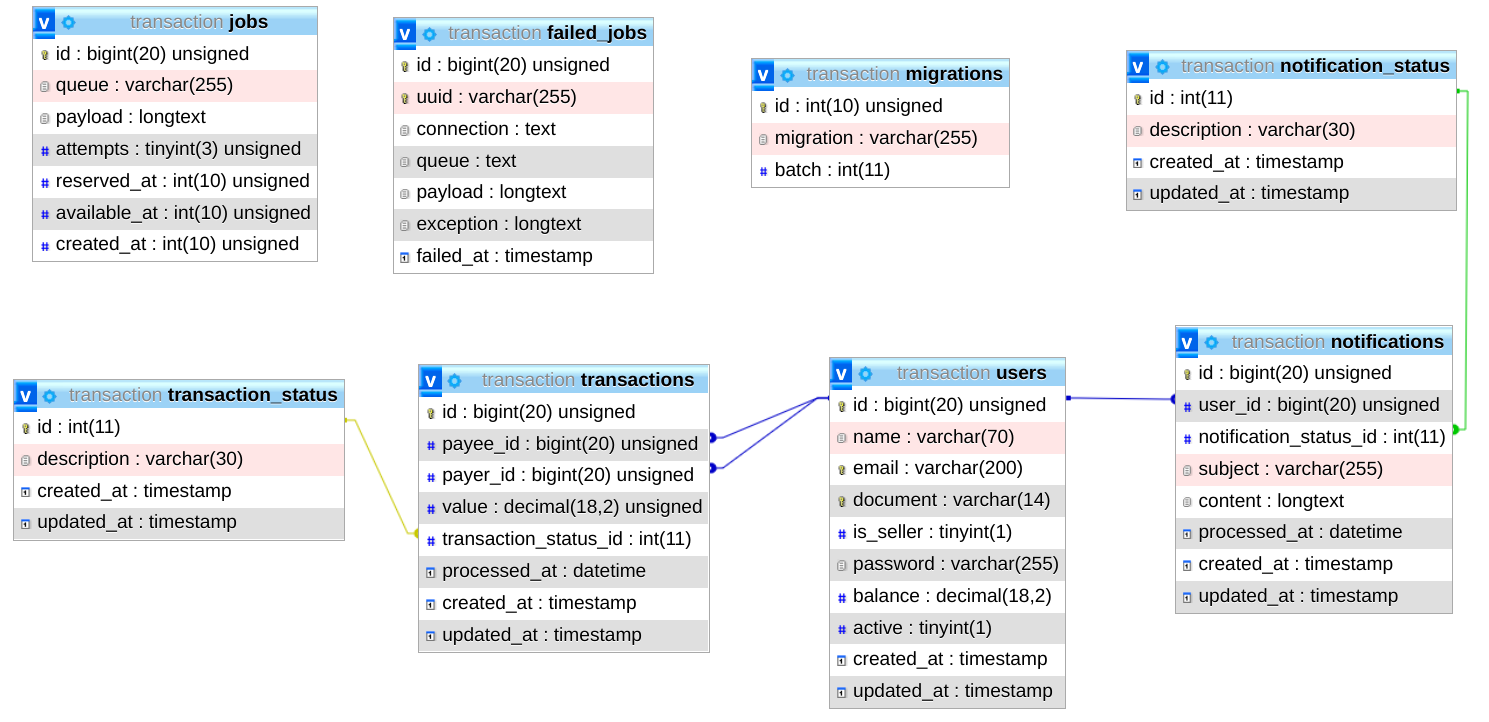 transaction jobs
id : bigint(20) unsigned
queue : varchar(255)
payload : longtext
attempts : tinyint(3) unsigned
reserved_at : int(10) unsigned
available_at : int(10) unsigned
created_at : int(10) unsigned
transaction failed_jobs
id : bigint(20) unsigned
uuid : varchar(255)
connection : text
queue : text
payload : longtext
exception : longtext
failed_at : timestamp
transaction migrations
id : int(10) unsigned
migration : varchar(255)
batch : int(11)
transaction notification_status
id : int(11)
description : varchar(30)
created_at : timestamp
updated_at : timestamp
transaction transaction_status
id : int(11)
description : varchar(30)
created_at : timestamp
updated_at : timestamp
transaction transactions
id : bigint(20) unsigned
payee_id : bigint(20) unsigned
payer_id : bigint(20) unsigned
value : decimal(18,2) unsigned
transaction_status_id : int(11)
processed_at : datetime
created_at : timestamp
updated_at : timestamp
transaction users
id : bigint(20) unsigned
name : varchar(70)
email : varchar(200)
document : varchar(14)
is_seller : tinyint(1)
password : varchar(255)
balance : decimal(18,2)
active : tinyint(1)
created_at : timestamp
updated_at : timestamp
transaction notifications
id : bigint(20) unsigned
user_id : bigint(20) unsigned
notification_status_id : int(11)
subject : varchar(255)
content : longtext
processed_at : datetime
created_at : timestamp
updated_at : timestamp